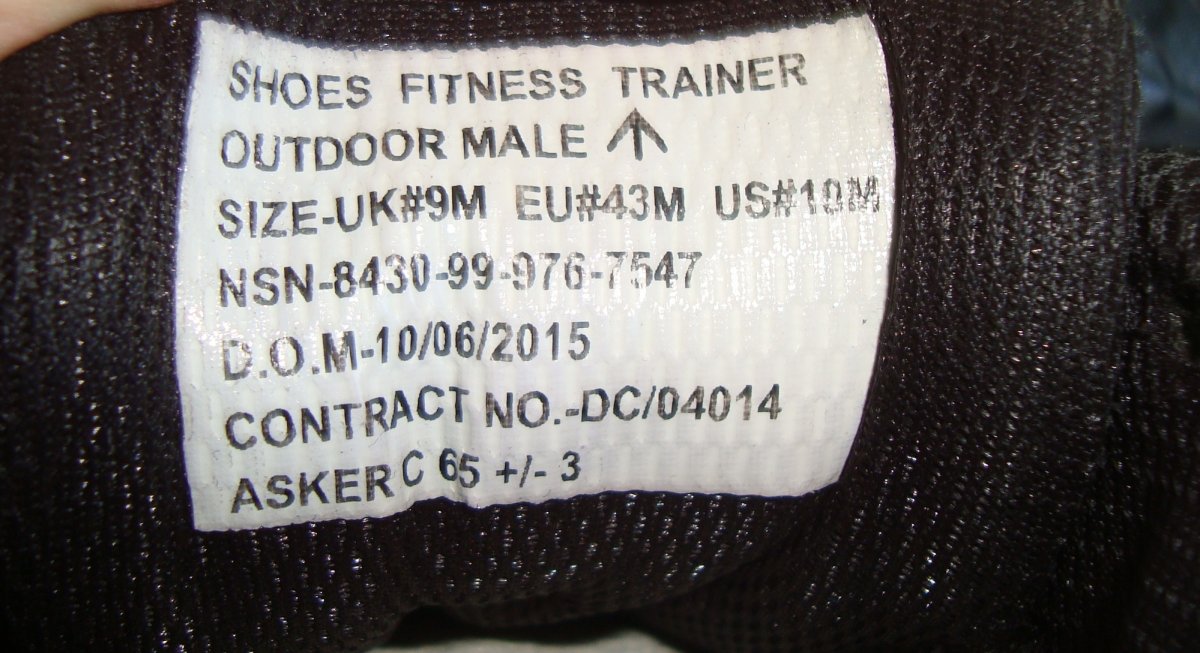 SHOES FITNESS TRAINER
OUTDOOR MALE
SIZE-UK#9M EU#43M US#10M
NSN-8430-99-976-7547
D.O.M-10/06/2015
CONTRACT NO.-DC/04014
ASKER C 65 +/- 3